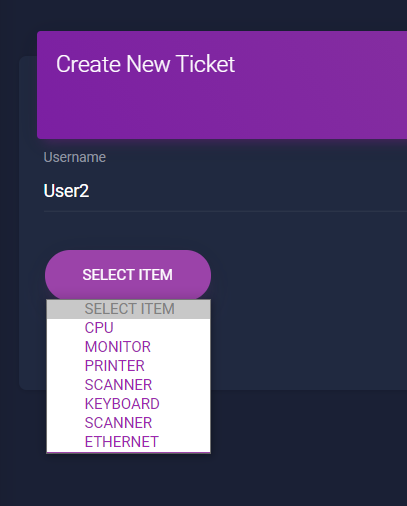 Create New Ticket
Username
User2
SELECT ITEM
SELECT ITEM
CPU
MONITOR
PRINTER
SCANNER
KEYBOARD
SCANNER
ETHERNET